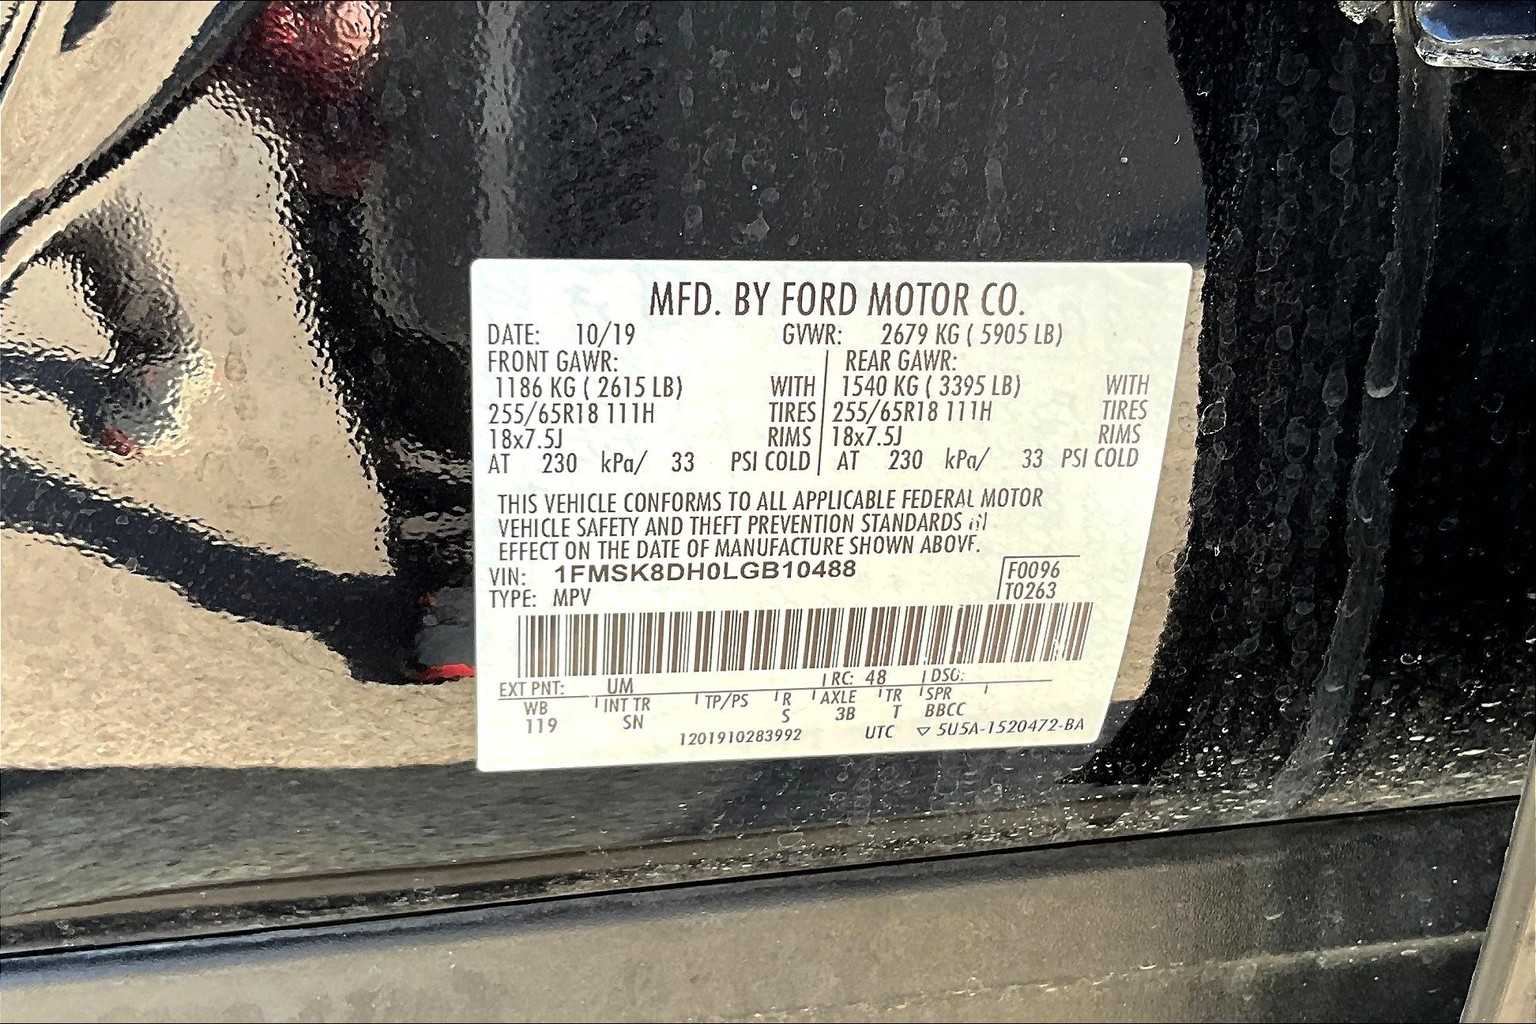 MFD. BY FORD MOTOR CO.
DATE: 10/19 GVWR: 2679 KG ( 5905 LB)
FRONT GAWR: REAR GAWR:
1186 KG ( 2615 LB) WITH 1540 KG ( 3395 LB) WITH
255/65R18 111H TIRES 255/65R18 111H TIRES
18x7.5J RIMS 18x7.5J RIMS
AT 230 kPa/ 33 PSI COLD AT 230 kPa/ 33 PSI COLD
THIS VEHICLE CONFORMS TO ALL APPLICABLE FEDERAL MOTOR
VEHICLE SAFETY AND THEFT PREVENTION STANDARDS IN
EFFECT ON THE DATE OF MANUFACTURE SHOWN ABOVE.
VIN: 1FMSK8DH0LGB10488 F0096
TYPE: MPV T0263
EXT PNT: UM RC: 48 DSO:
WB INT TR TP/PS R AXLE TR SPR
119 SN S 3B T BBCC
1201910283992 UTC ▽ 5U5A-1520472-BA